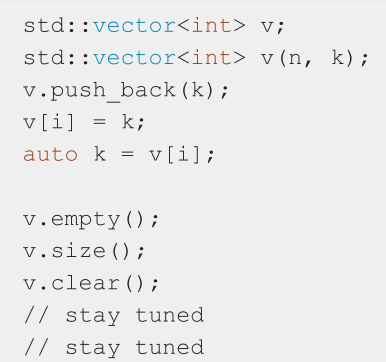 std::vector<int> v;
std::vector<int> v(n, k);
v.push_back(k);
v[i] = k;
auto k = v[i];
v.empty();
v.size();
v.clear();
// stay tuned
// stay tuned